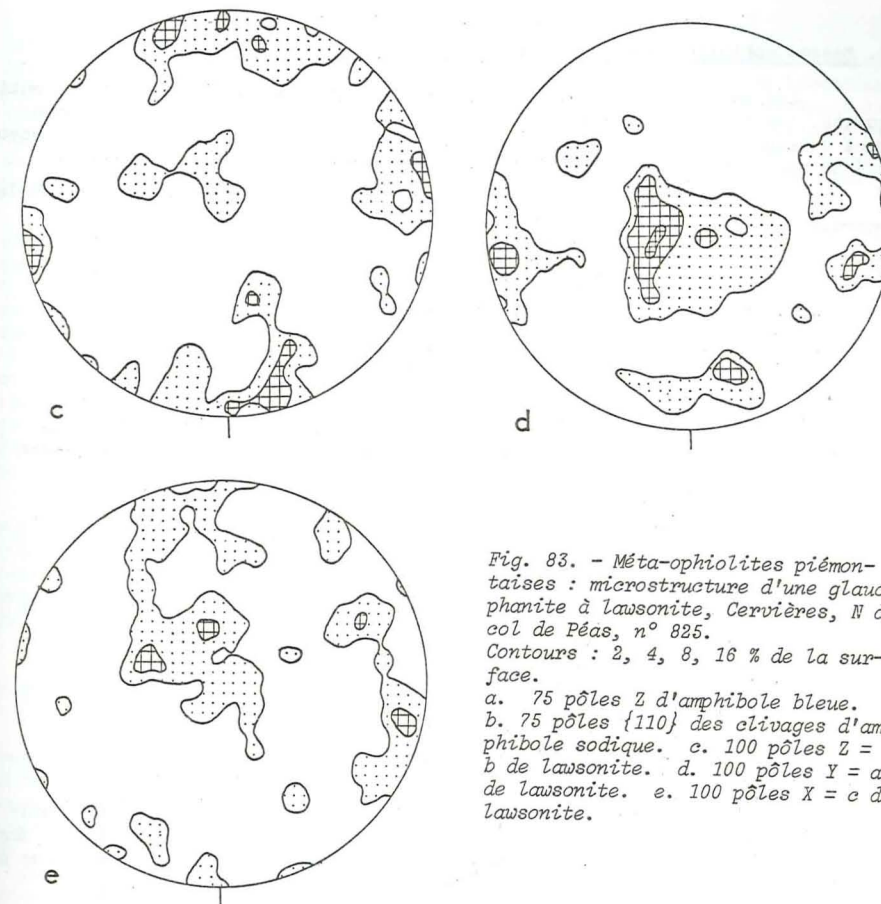 c
d
e
Fig. 83. - Méta-ophiolites piémon-
taises : microstructure d'une glauc
phanite à lawsonite, Cervières, N d
col de Péas, n° 825.
Contours : 2, 4, 8, 16 % de la sur-
face.
a. 75 pôles Z d'amphibole bleue.
b. 75 pôles {110} des clivages d'am
phibole sodique. c. 100 pôles Z =
b de lawsonite. d. 100 pôles Y = a
de lawsonite. e. 100 pôles X = c d
lawsonite.